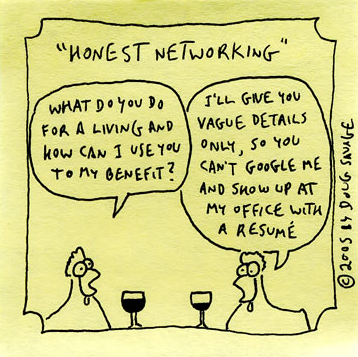 "HONEST NETWORKING"
WHAT DO YOU DO
FOR A LIVING AND
HOW CAN I USE YOU
TO MY BENEFIT?
I'LL GIVE YOU
VAGUE DETAILS
ONLY, SO YOU
CAN'T GOOGLE ME
AND SHOW UP AT
MY OFFICE WITH
A RESUMÉ
© 2005 BY DOUG SAVAGE